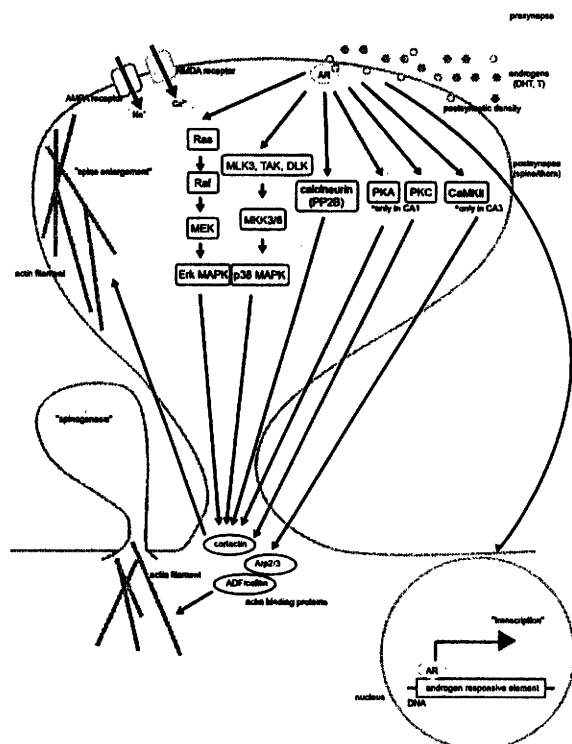 presynapse
NMDA receptor
AR
androgens
(DHT, T)
AMPA receptor
Na⁺
Ca²⁺
postsynaptic density
Ras
"spine enlargement"
MLK3, TAK, DLK
postsynapse
(spine/thorn)
Raf
calcineurin
(PP2B)
PKA
PKC
CaMKII
*only in CA1
*only in CA3
MEK
MKK3/6
actin filament
Erk MAPK
p38 MAPK
"spinogenesis"
cortactin
Arp2/3
actin filament
ADF/cofilin
actin binding proteins
"transcription"
AR
nucleus
androgen responsive element
DNA